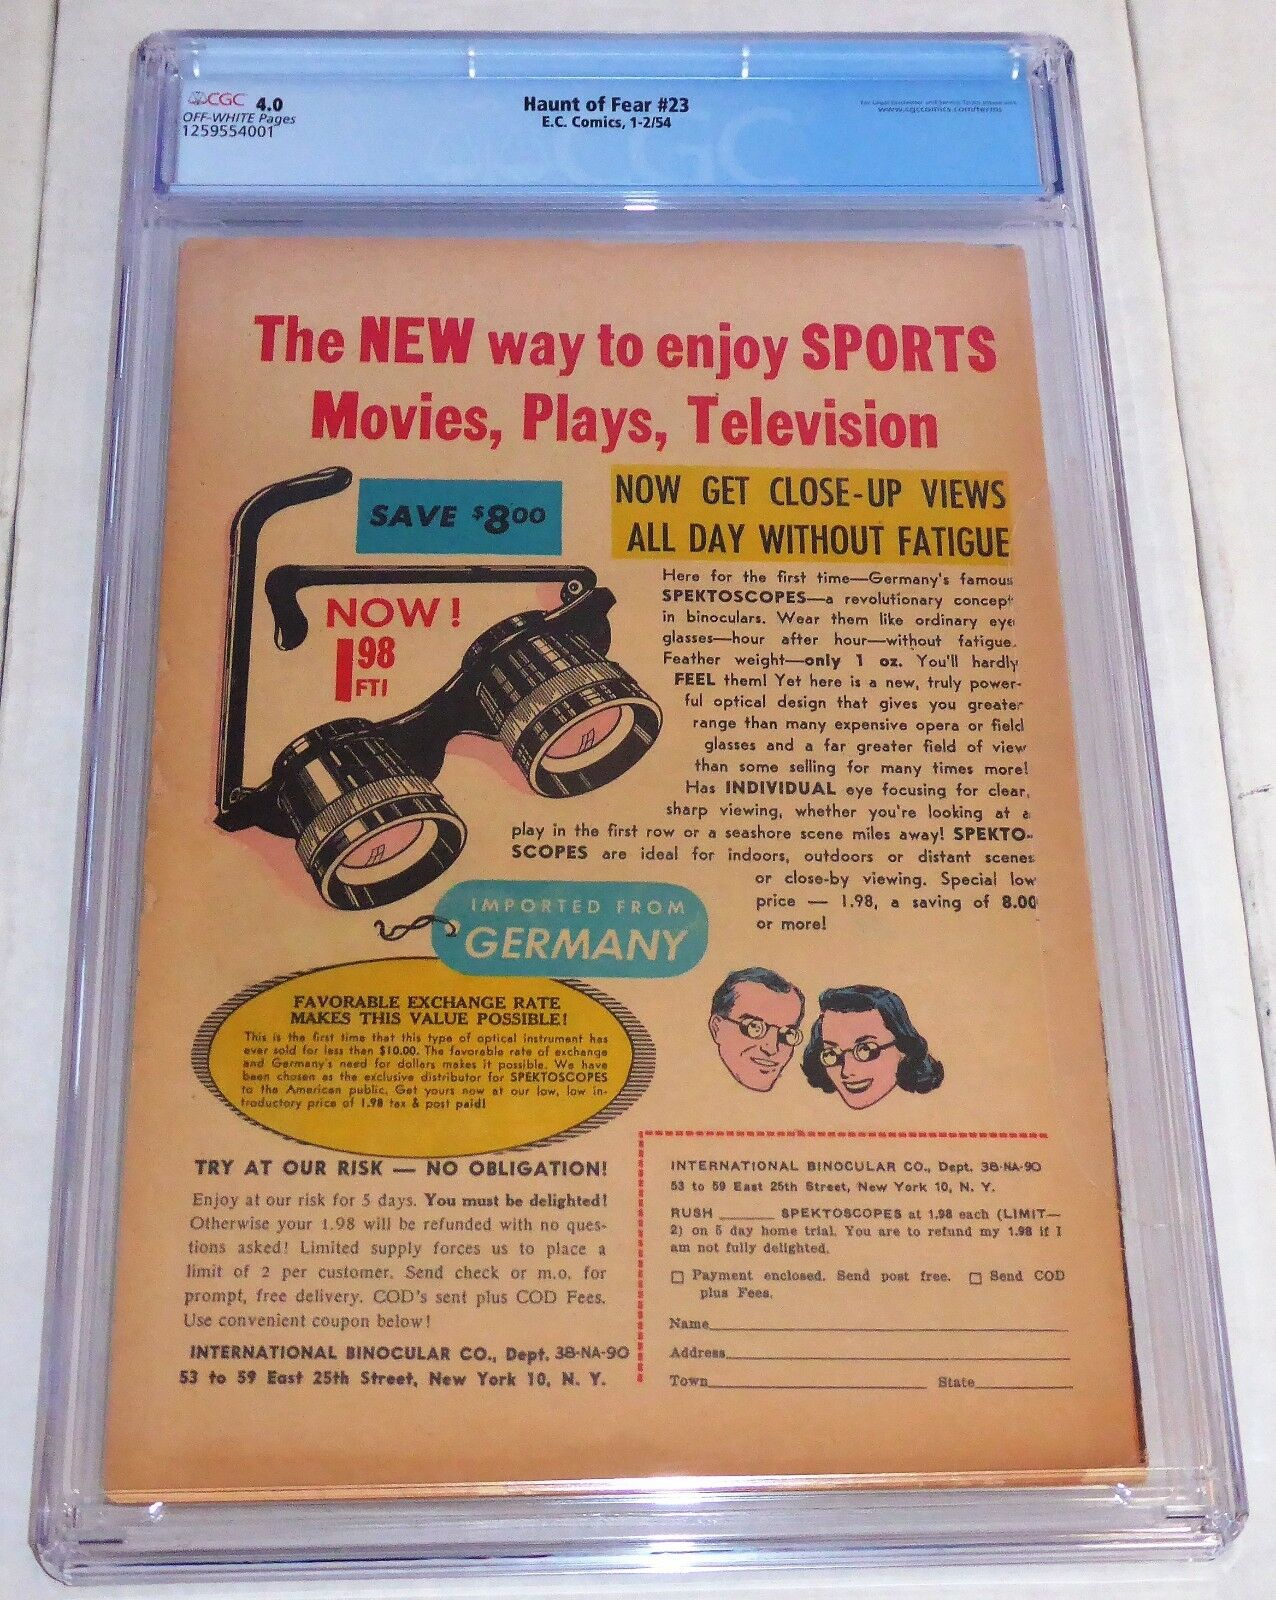 CGC 4.0
OFF-WHITE Pages
1259554001
Haunt of Fear #23
E.C. Comics, 1-2/54
www.cgccomics.com/terms
CGC
The NEW way to enjoy SPORTS
Movies, Plays, Television
SAVE $8.00
NOW GET CLOSE-UP VIEWS
ALL DAY WITHOUT FATIGUE
NOW!
1.98
FTI
Here for the first time—Germany's famous
SPEKTOSCOPES—a revolutionary concept
in binoculars. Wear them like ordinary eye
glasses—hour after hour—without fatigue.
Feather weight—only 1 oz. You'll hardly
FEEL them! Yet here is a new, truly power-
ful optical design that gives you greater
range than many expensive opera or field
glasses and a far greater field of view
than some selling for many times more!
Has INDIVIDUAL eye focusing for clear,
sharp viewing, whether you're looking at a
play in the first row or a seashore scene miles away! SPEKTO-
SCOPES are ideal for indoors, outdoors or distant scenes
or close-by viewing. Special low
price — 1.98, a saving of 8.00
or more!
IMPORTED FROM
GERMANY
FAVORABLE EXCHANGE RATE
MAKES THIS VALUE POSSIBLE!
This is the first time that this type of optical instrument has
ever sold for less than $10.00. The favorable rate of exchange
and Germany's need for dollars makes it possible. We have
been chosen as the exclusive distributor for SPEKTOSCOPES
to the American public. Get yours now at our low, low in-
troductory price of 1.98 tax & post paid!
TRY AT OUR RISK — NO OBLIGATION!
Enjoy at our risk for 5 days. You must be delighted!
Otherwise your 1.98 will be refunded with no ques-
tions asked! Limited supply forces us to place a
limit of 2 per customer. Send check or m.o. for
prompt, free delivery. COD's sent plus COD Fees.
Use convenient coupon below!
INTERNATIONAL BINOCULAR CO., Dept. 38-NA-90
53 to 59 East 25th Street, New York 10, N. Y.
INTERNATIONAL BINOCULAR CO., Dept. 38-NA-90
53 to 59 East 25th Street, New York 10, N. Y.
RUSH ______ SPEKTOSCOPES at 1.98 each (LIMIT—
2) on 5 day home trial. You are to refund my 1.98 if I
am not fully delighted.
□ Payment enclosed. Send post free. □ Send COD
plus Fees.
Name
Address
Town State